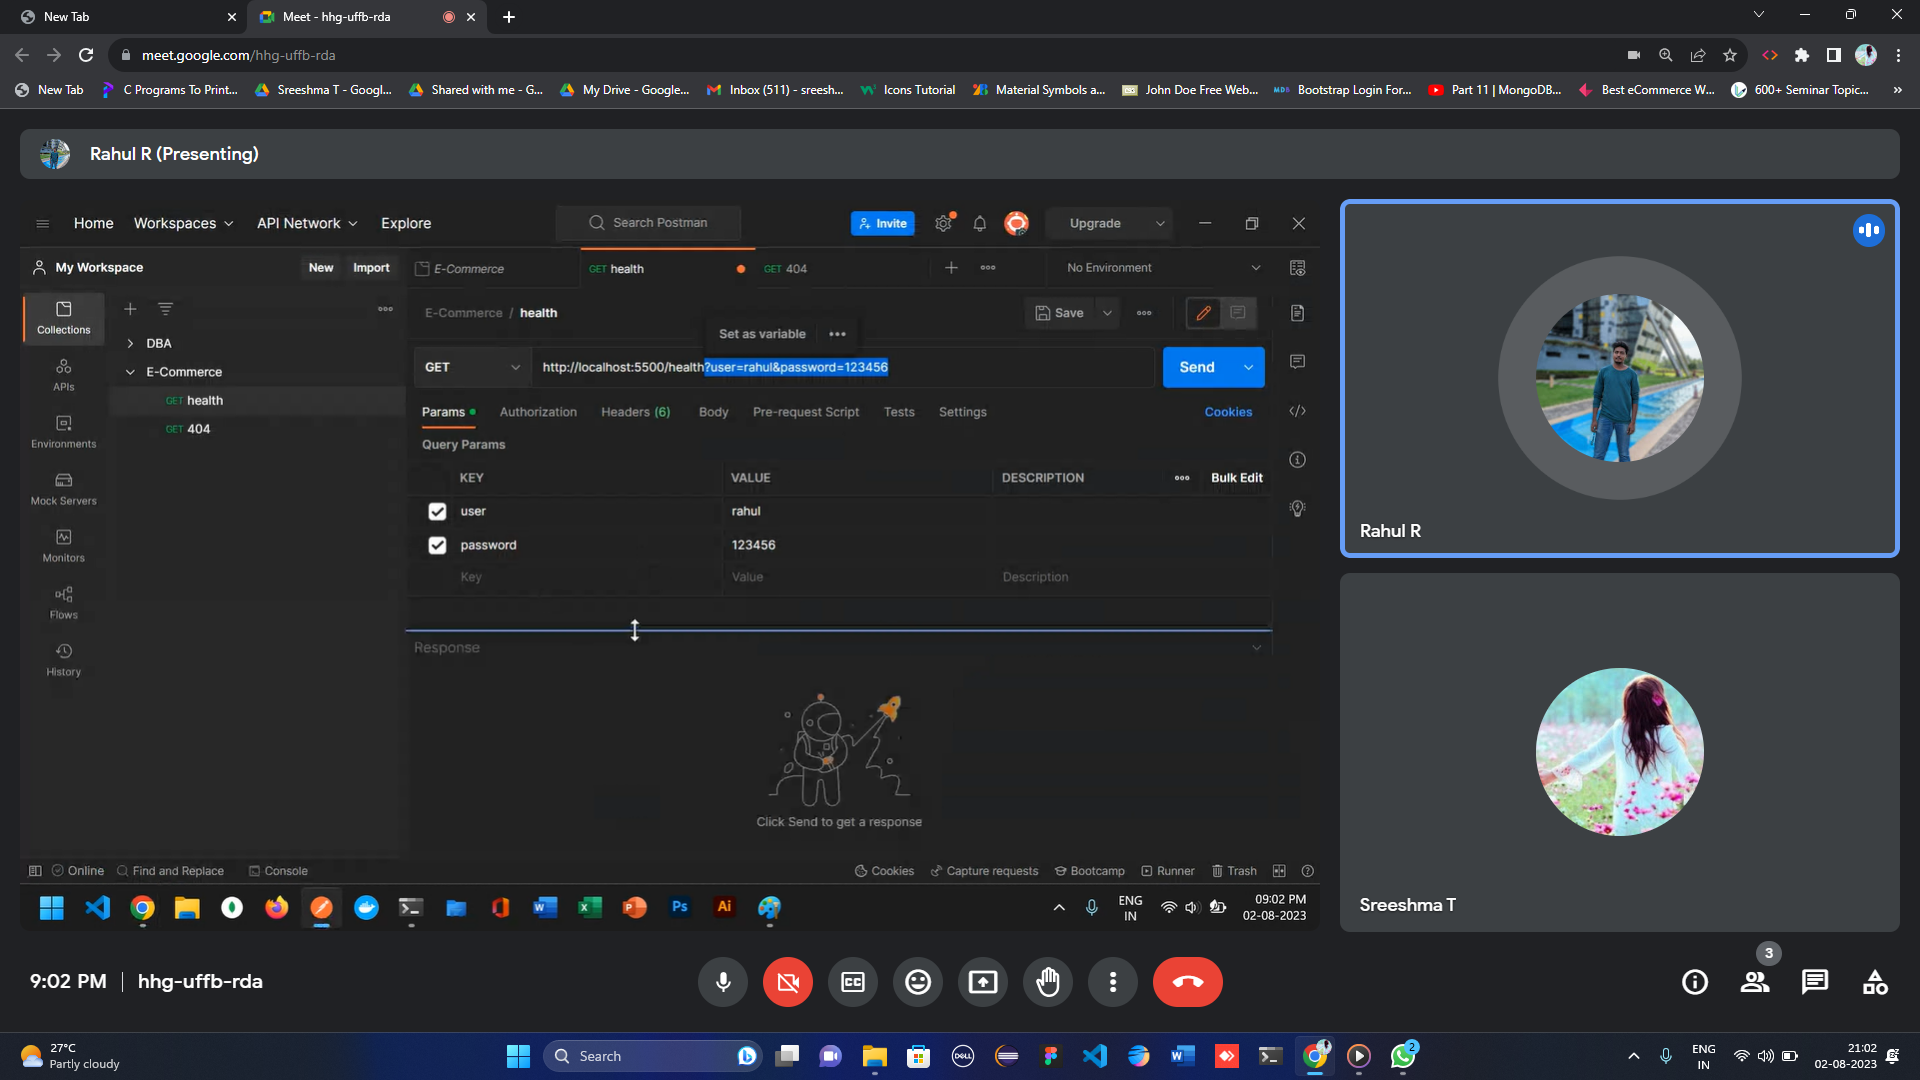 New Tab
Meet - hhg-uffb-rda
meet.google.com/hhg-uffb-rda
New Tab
C Programs To Print...
Sreeshma T - Googl...
Shared with me - G...
My Drive - Google...
Inbox (511) - sreesh...
Icons Tutorial
Material Symbols a...
John Doe Free Web...
Bootstrap Login For...
Part 11 | MongoDB...
Best eCommerce W...
600+ Seminar Topic...
»
Rahul R (Presenting)
Home
Workspaces
API Network
Explore
Search Postman
Invite
Upgrade
My Workspace
New
Import
E-Commerce
GET health
GET 404
No Environment
Collections
APIs
Environments
Mock Servers
Monitors
Flows
History
DBA
E-Commerce
GET health
GET 404
E-Commerce / health
Save
Set as variable
GET
http://localhost:5500/health?user=rahul&password=123456
Send
Params
Authorization
Headers (6)
Body
Pre-request Script
Tests
Settings
Cookies
Query Params
KEY
VALUE
DESCRIPTION
Bulk Edit
user
rahul
password
123456
Key
Value
Description
Response
Click Send to get a response
Online
Find and Replace
Console
Cookies
Capture requests
Bootcamp
Runner
Trash
Ps
Ai
ENG
IN
09:02 PM
02-08-2023
Rahul R
Sreeshma T
9:02 PM
hhg-uffb-rda
CC
3
27°C
Partly cloudy
Search
DELL
2
ENG
IN
21:02
02-08-2023